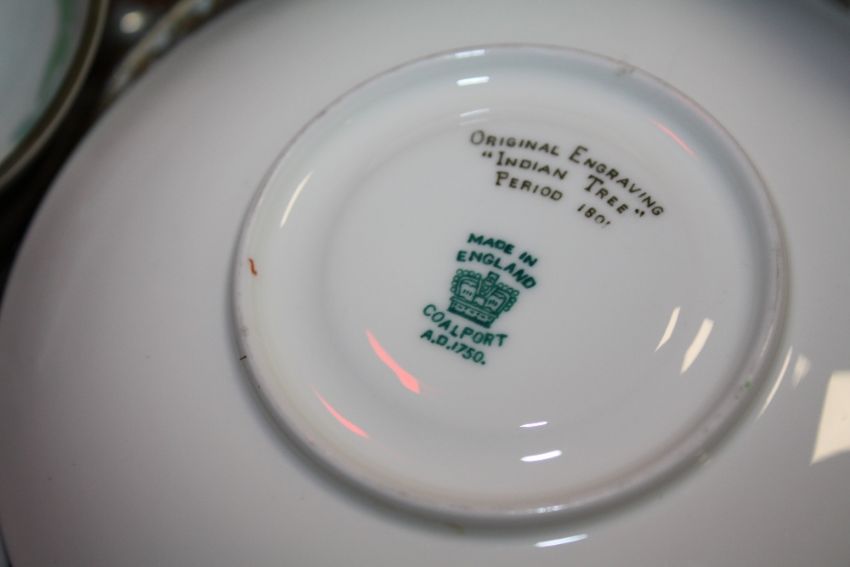 ORIGINAL ENGRAVING
"INDIAN TREE"
PERIOD 1801
MADE IN
ENGLAND
COALPORT
A.D.1750.